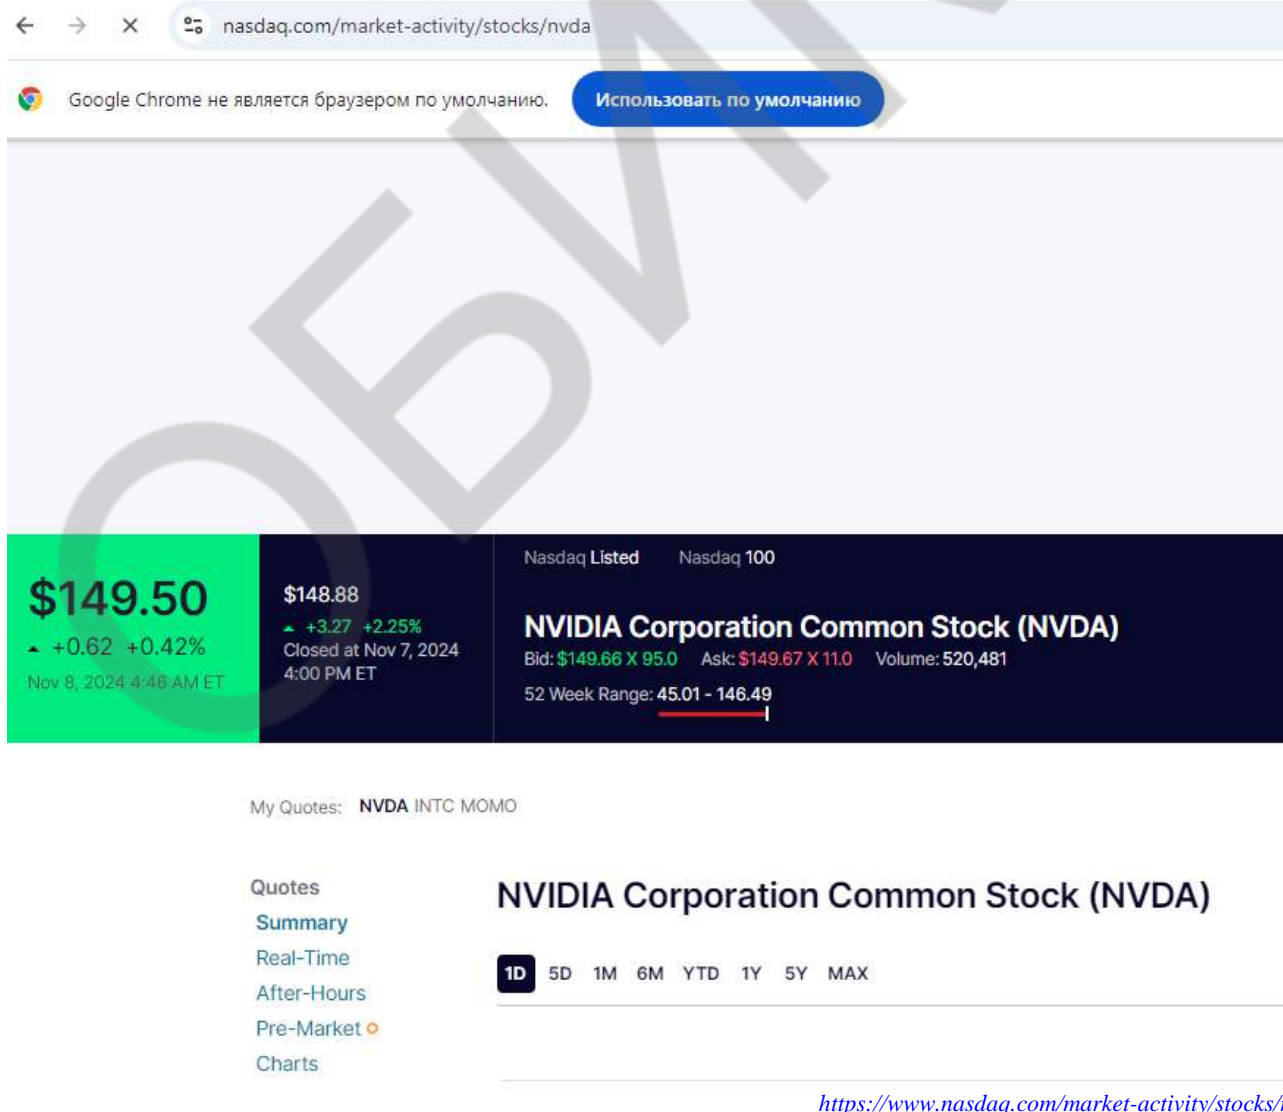 nasdaq.com/market-activity/stocks/nvda
Google Chrome не является браузером по умолчанию. Использовать по умолчанию
ОБИ
$149.50
+0.62 +0.42%
Nov 8, 2024 4:46 AM ET
$148.88
+3.27 +2.25%
Closed at Nov 7, 2024
4:00 PM ET
Nasdaq Listed Nasdaq 100
NVIDIA Corporation Common Stock (NVDA)
Bid: $149.66 X 95.0 Ask: $149.67 X 11.0 Volume: 520,481
52 Week Range: 45.01 - 146.49
My Quotes: NVDA INTC MOMO
Quotes
Summary
Real-Time
After-Hours
Pre-Market
Charts
NVIDIA Corporation Common Stock (NVDA)
1D 5D 1M 6M YTD 1Y 5Y MAX
https://www.nasdaq.com/market-activity/stocks/